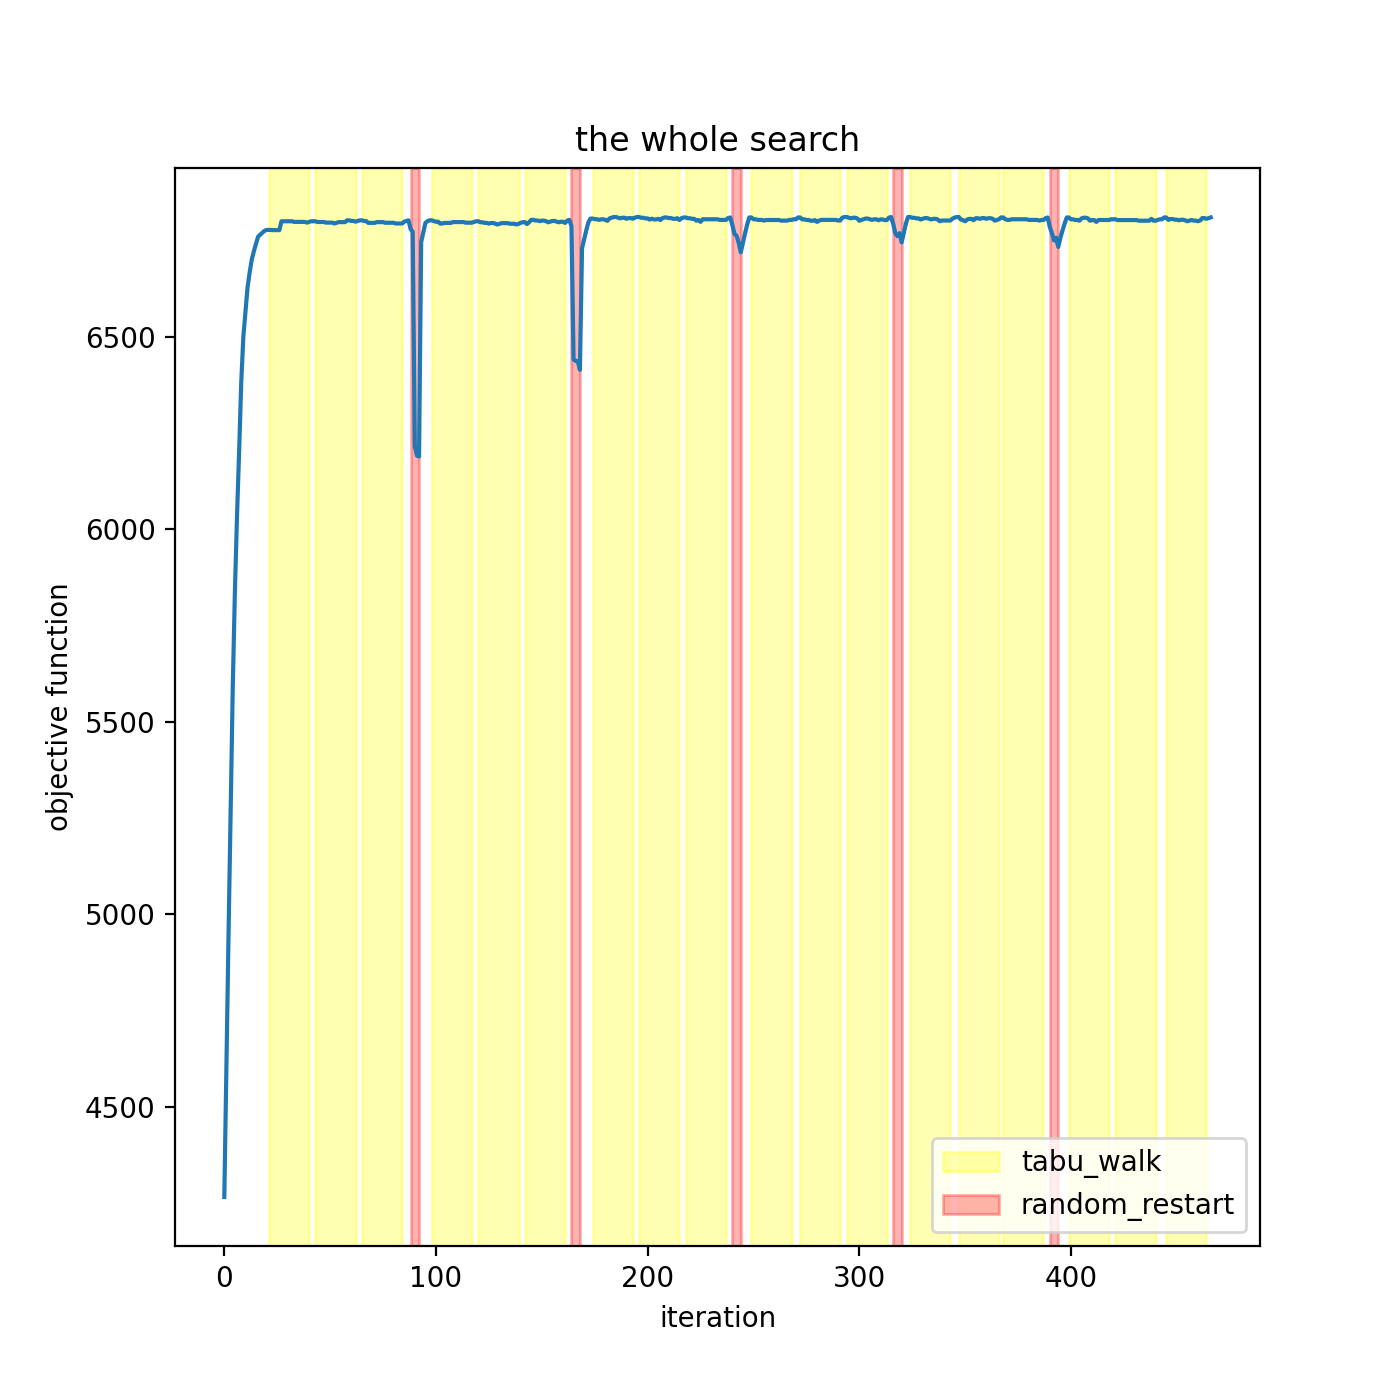 the whole search
objective function
6500
6000
5500
5000
4500
tabu_walk
random_restart
0 100 200 300 400
iteration